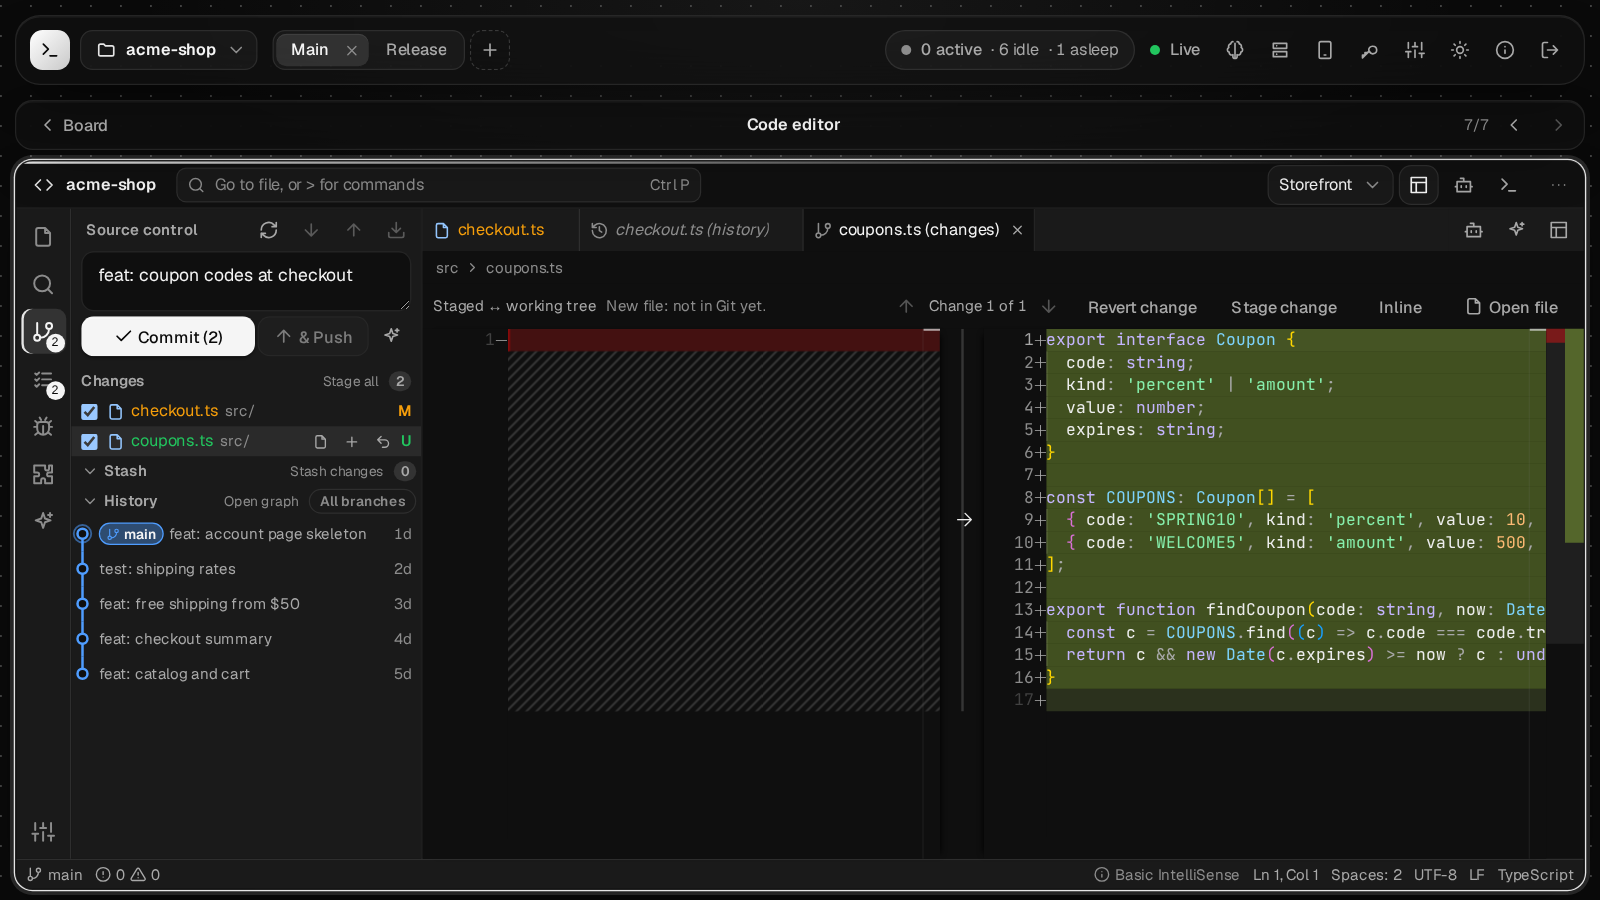 acme-shop
Main
Release
0 active · 6 idle · 1 asleep
Live
Board
Code editor
7/7
acme-shop
Go to file, or > for commands
Ctrl P
Storefront
Source control
feat: coupon codes at checkout
Commit (2)
& Push
2
2
Changes
Stage all
2
checkout.ts src/
M
coupons.ts src/
U
Stash
Stash changes
0
History
Open graph
All branches
main
feat: account page skeleton
1d
test: shipping rates
2d
feat: free shipping from $50
3d
feat: checkout summary
4d
feat: catalog and cart
5d
checkout.ts
checkout.ts (history)
coupons.ts (changes)
src > coupons.ts
Staged ↔ working tree New file: not in Git yet.
Change 1 of 1
Revert change
Stage change
Inline
Open file
1—
1+export interface Coupon {
2+  code: string;
3+  kind: 'percent' | 'amount';
4+  value: number;
5+  expires: string;
6+}
7+
8+const COUPONS: Coupon[] = [
9+  { code: 'SPRING10', kind: 'percent', value: 10,
10+  { code: 'WELCOME5', kind: 'amount', value: 500,
11+];
12+
13+export function findCoupon(code: string, now: Date
14+  const c = COUPONS.find((c) => c.code === code.tr
15+  return c && new Date(c.expires) >= now ? c : und
16+}
17+
main
0
0
Basic IntelliSense
Ln 1, Col 1
Spaces: 2
UTF-8
LF
TypeScript